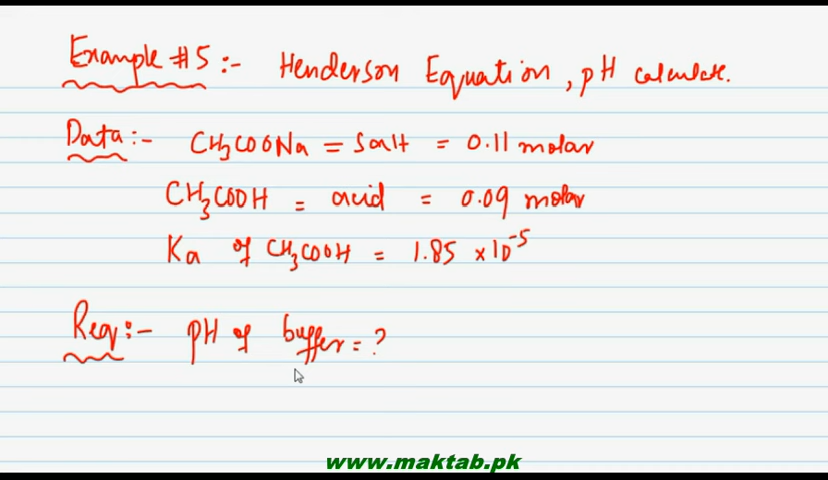 Example #5:- Henderson Equation, pH calculate.
Data:- CH3COONa = Salt = 0.11 molar
CH3COOH = acid = 0.09 molar
Ka of CH3COOH = 1.85 ×10⁻⁵
Req:- pH of buffer = ?
www.maktab.pk